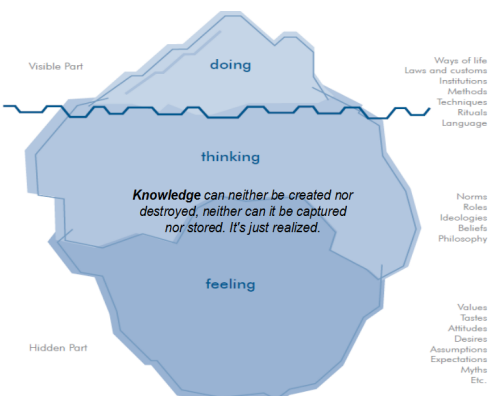 doing
Visible Part
Ways of life
Laws and customs
Institutions
Methods
Techniques
Rituals
Language
thinking
Knowledge can neither be created nor
destroyed, neither can it be captured
nor stored. It's just realized.
Norms
Roles
Ideologies
Beliefs
Philosophy
feeling
Hidden Part
Values
Tastes
Attitudes
Desires
Assumptions
Expectations
Myths
Etc.